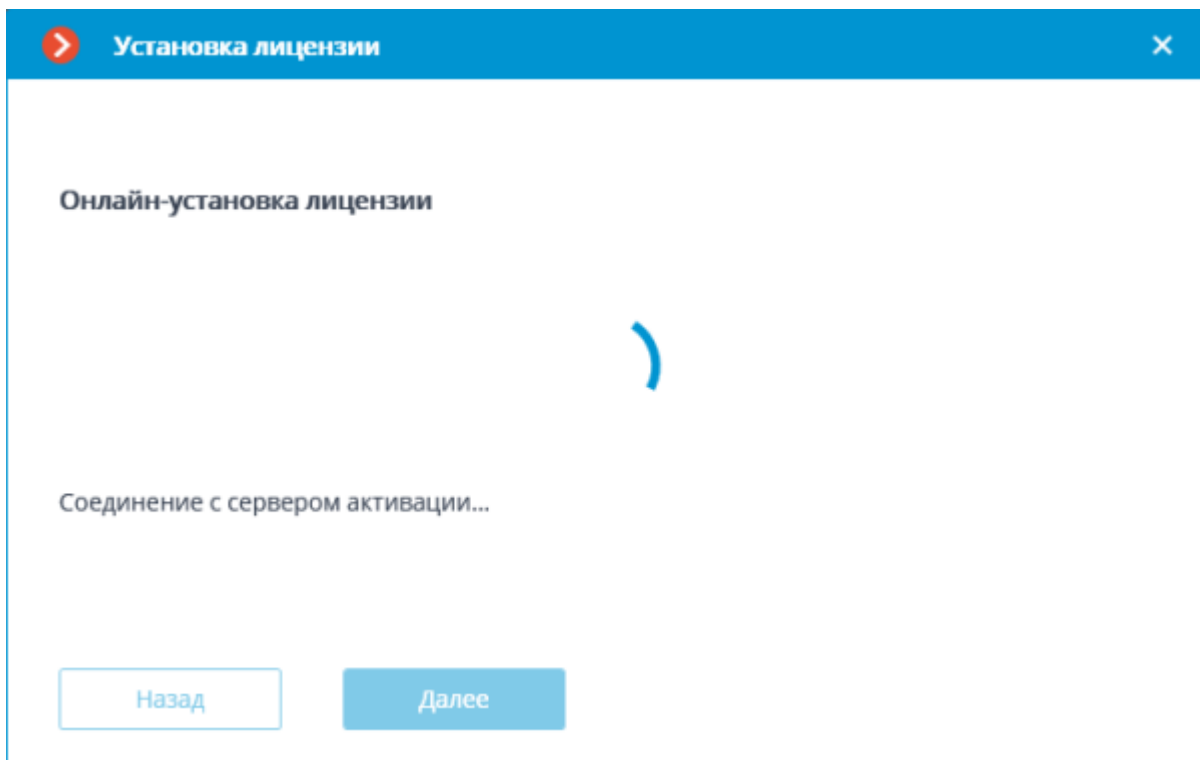 Установка лицензии
Онлайн-установка лицензии
Соединение с сервером активации...
Назад
Далее